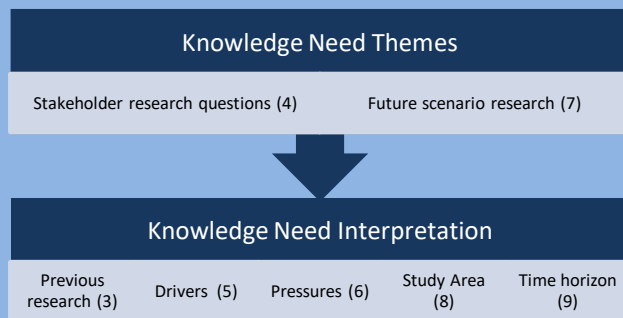 Knowledge Need Themes
Stakeholder research questions (4)
Future scenario research (7)
Knowledge Need Interpretation
Previous
research (3)
Drivers (5)
Pressures (6)
Study Area
(8)
Time horizon
(9)